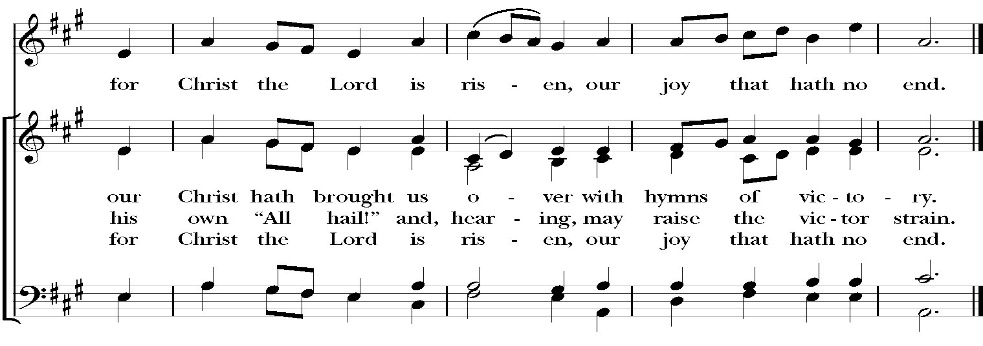 for Christ the Lord is ris - en, our joy that hath no end.
our Christ hath brought us o - ver with hymns of vic - to - ry.
his own “All hail!” and, hear - ing, may raise the vic - tor strain.
for Christ the Lord is ris - en, our joy that hath no end.